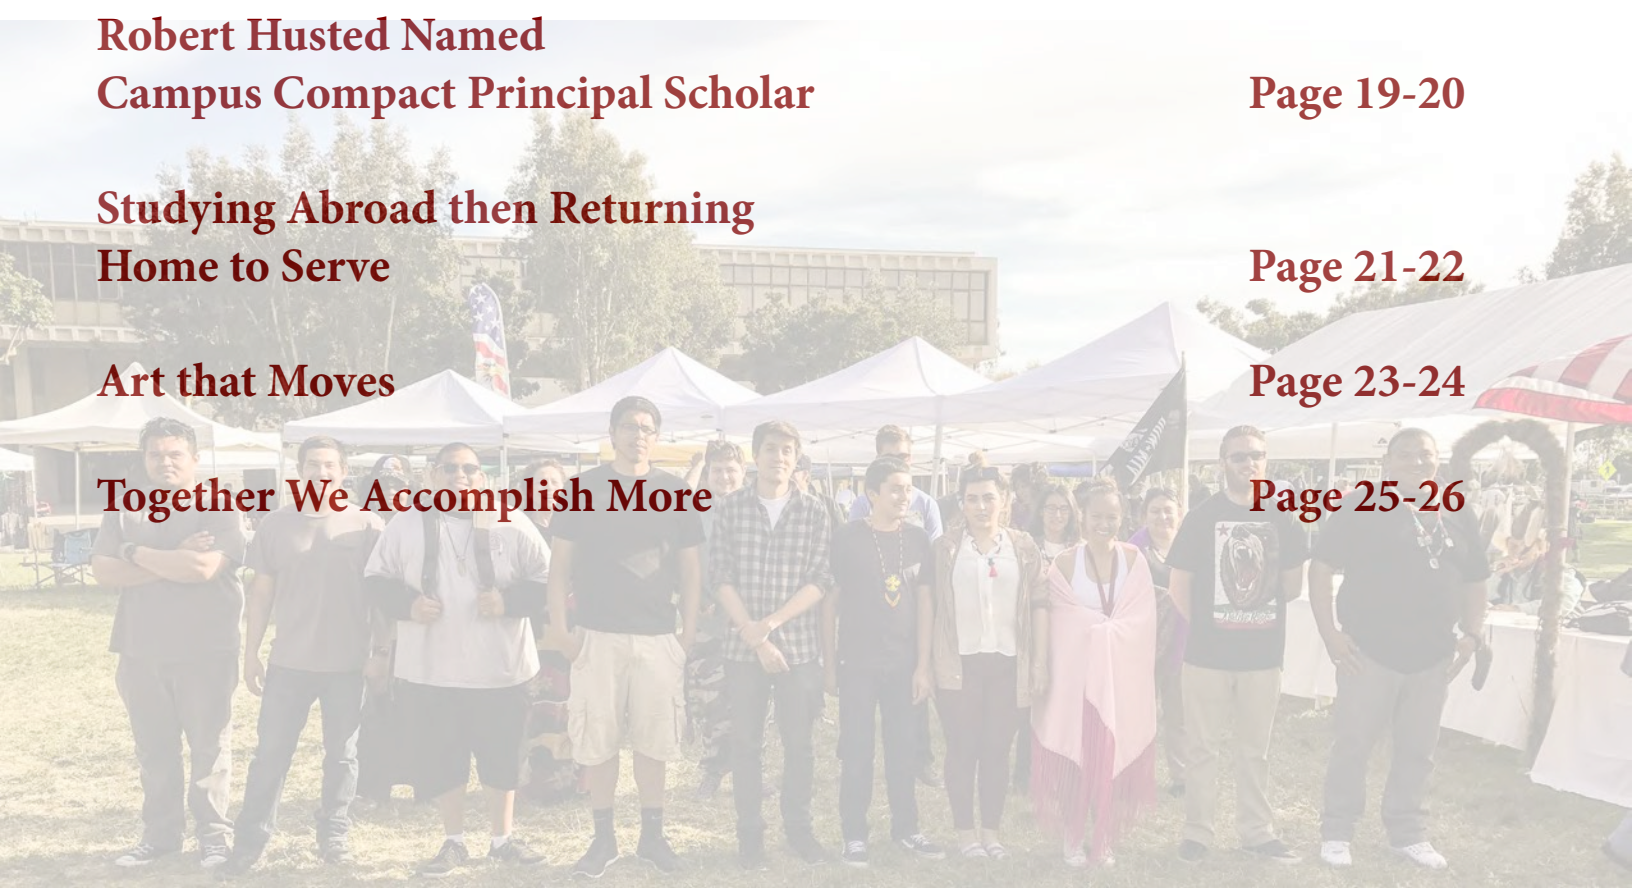 Robert Husted Named
Campus Compact Principal Scholar Page 19-20
Studying Abroad then Returning
Home to Serve Page 21-22
Art that Moves Page 23-24
Together We Accomplish More Page 25-26